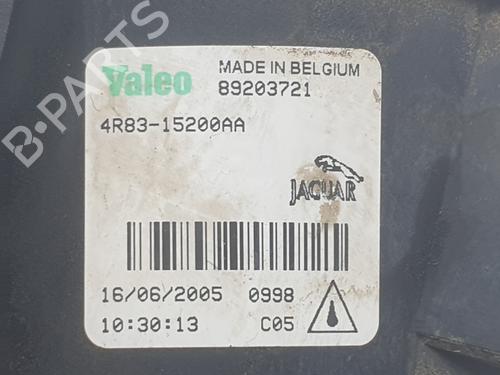 Valeo
MADE IN BELGIUM
89203721
4R83-15200AA
JAGUAR
16/06/2005 0998
10:30:13 C05
B-PARTS